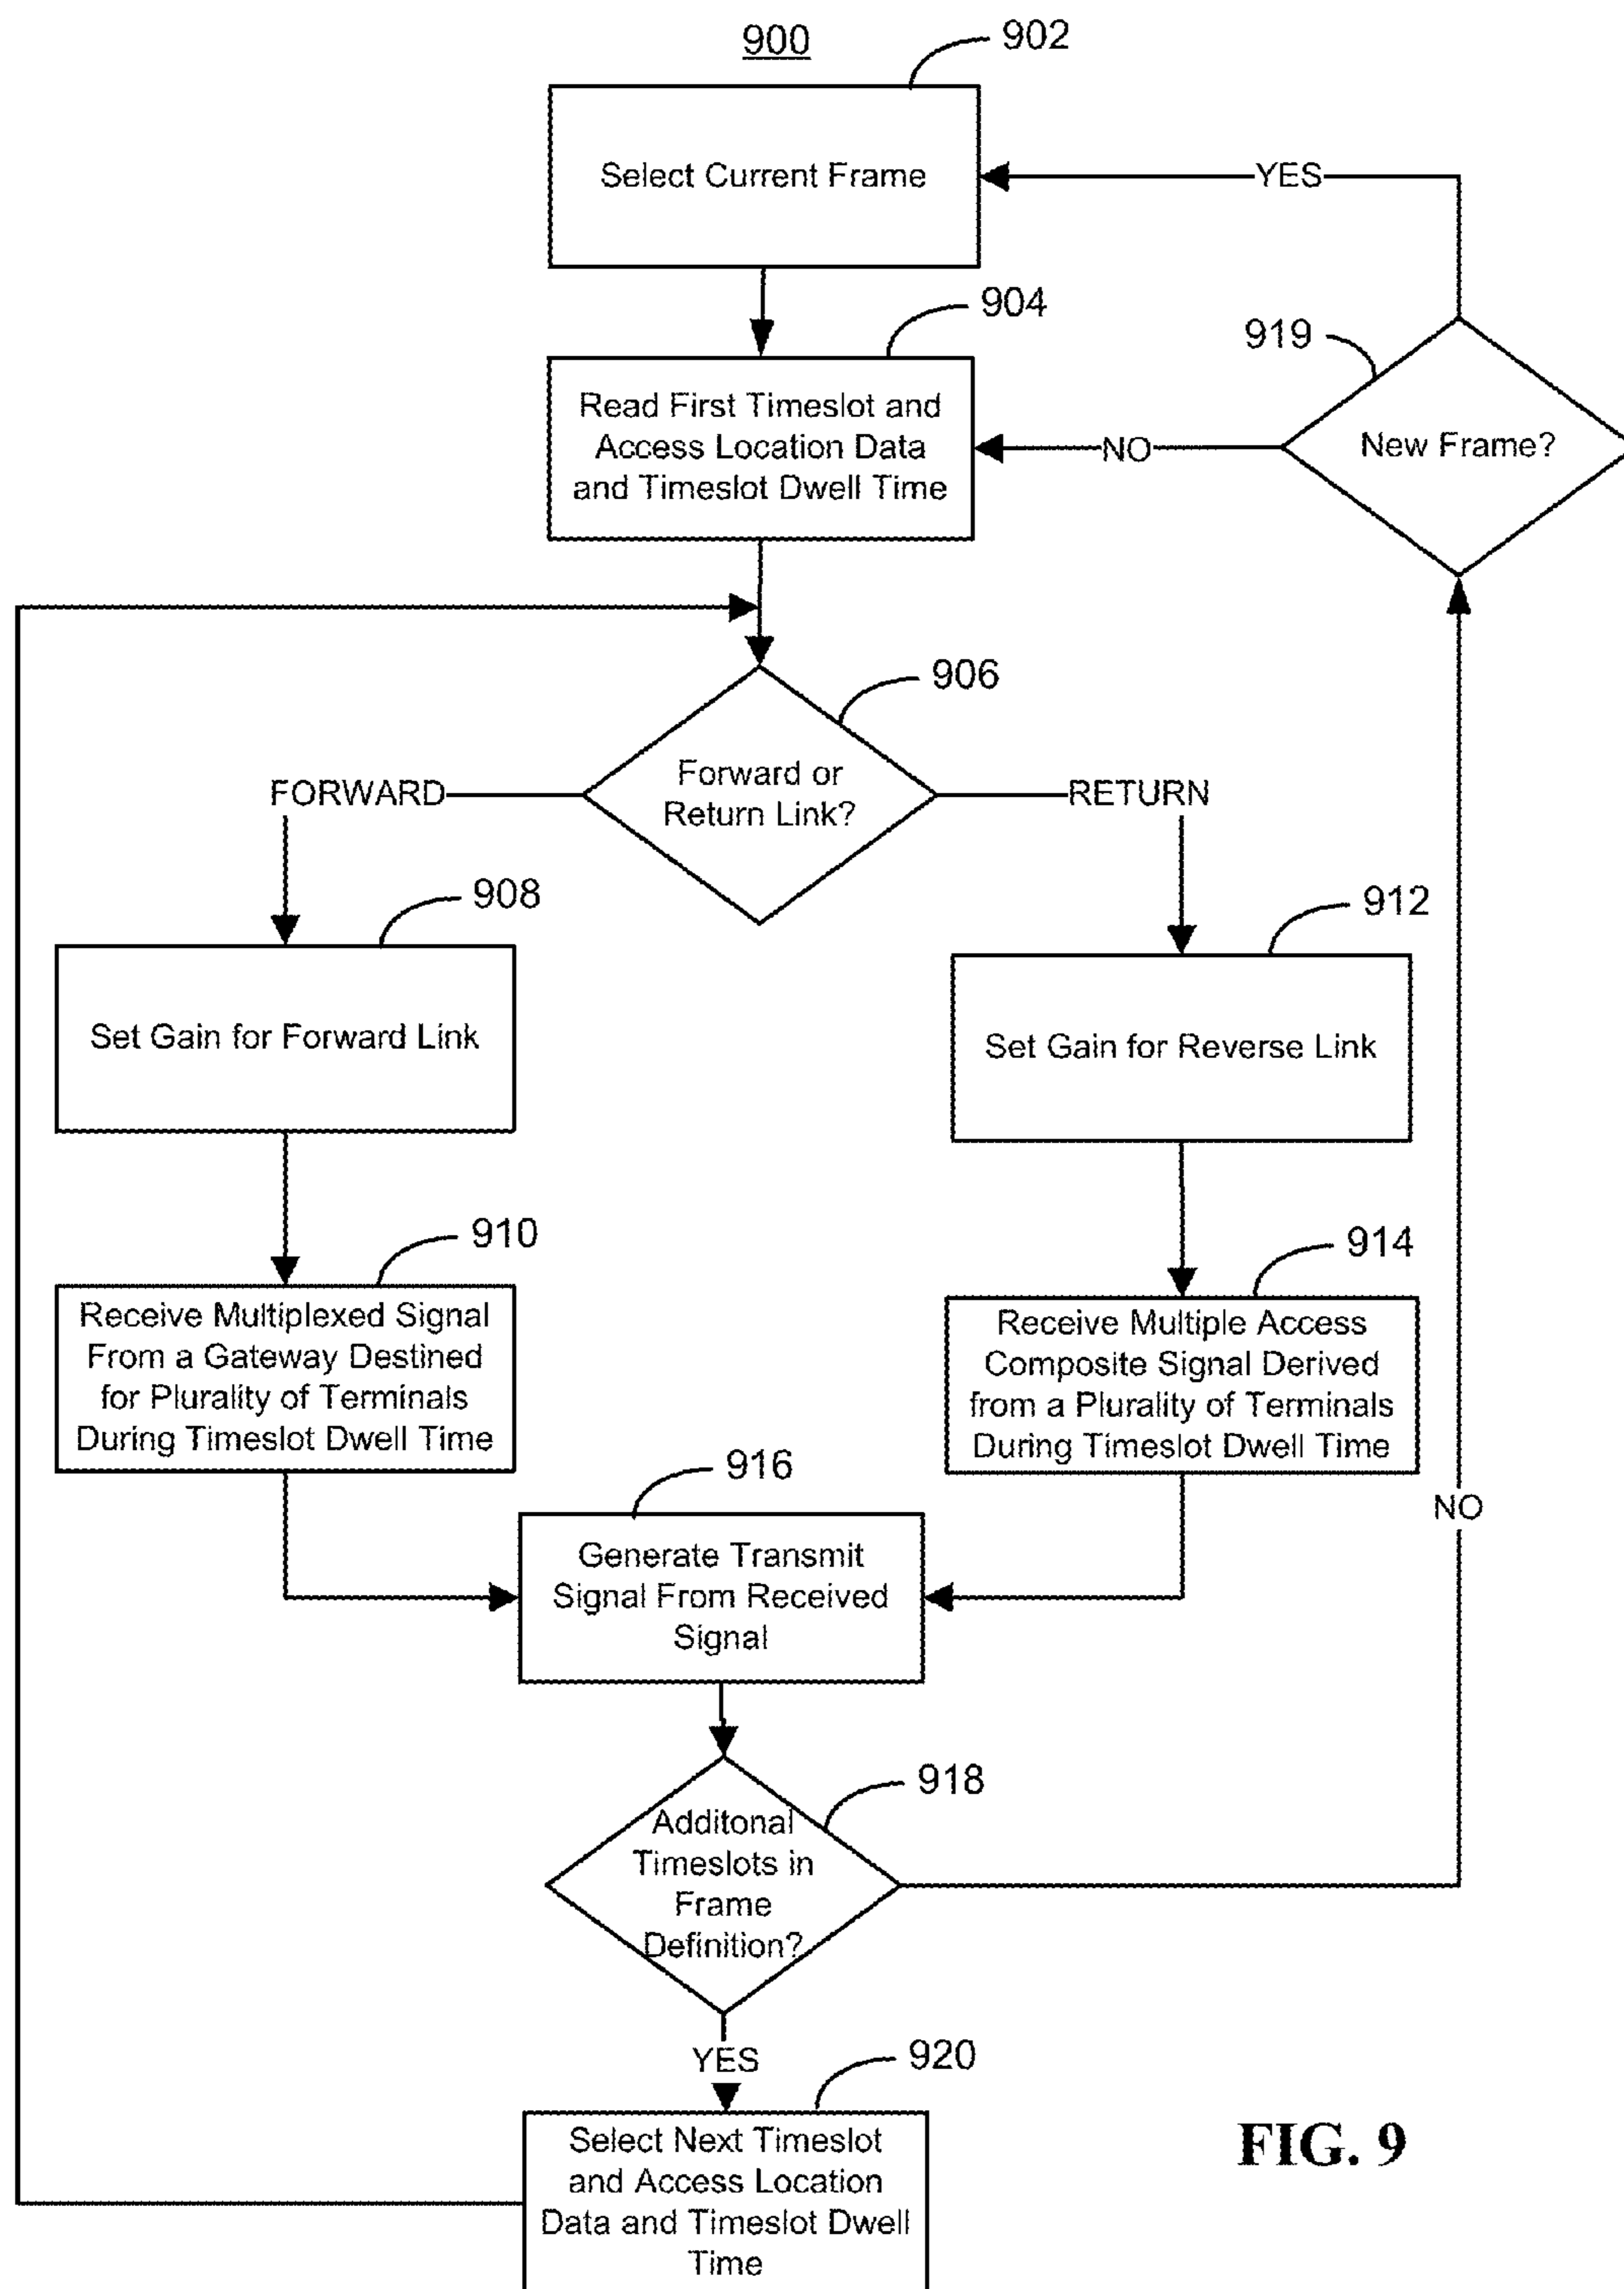 900
902
Select Current Frame
YES
904
919
Read First Timeslot and
Access Location Data
and Timeslot Dwell Time
NO
New Frame?
906
Forward or
Return Link?
FORWARD
RETURN
908
912
Set Gain for Forward Link
Set Gain for Reverse Link
910
914
Receive Multiplexed Signal
From a Gateway Destined
for Plurality of Terminals
During Timeslot Dwell Time
Receive Multiple Access
Composite Signal Derived
from a Plurality of Terminals
During Timeslot Dwell Time
916
NO
Generate Transmit
Signal From Received
Signal
918
Additonal
Timeslots in
Frame
Definition?
YES
920
Select Next Timeslot
and Access Location
Data and Timeslot Dwell
Time
FIG. 9